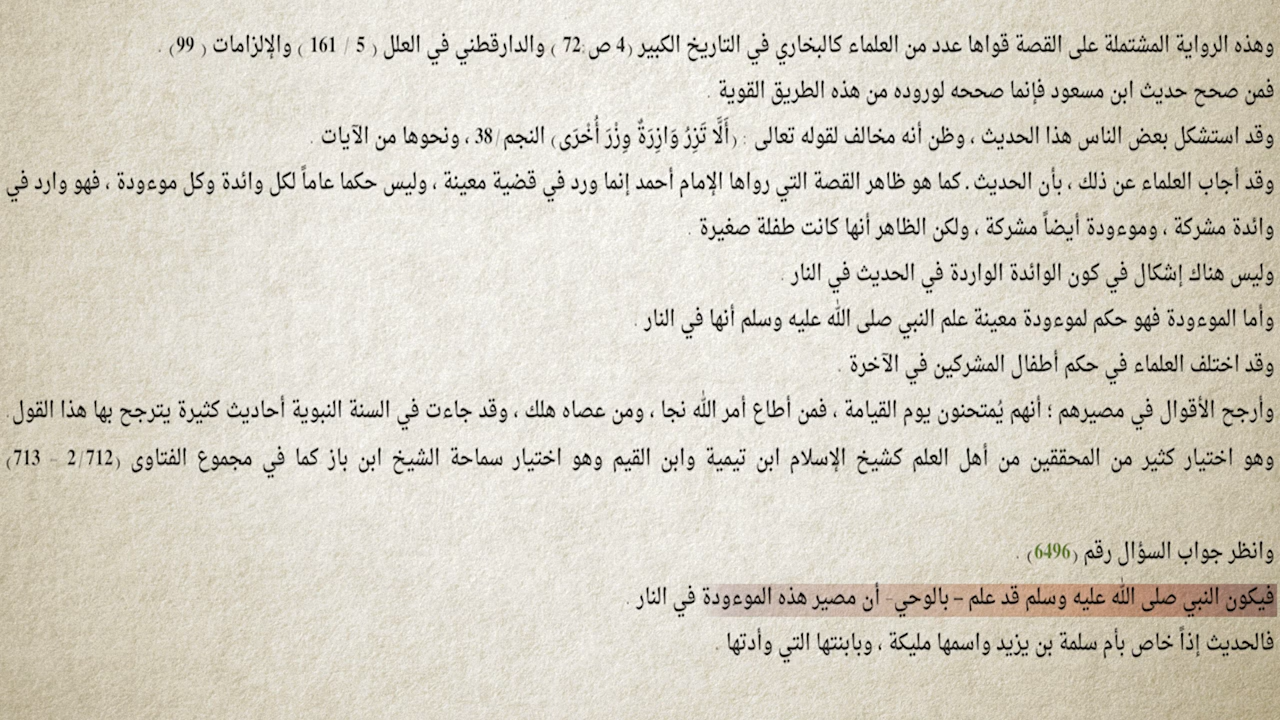 وهذه الرواية المشتملة على القصة قواها عدد من العلماء كالبخاري في التاريخ الكبير (4 ص:72 ) والدارقطني في العلل ( 5 / 161 ) والإلزامات ( 99) .
فمن صحح حديث ابن مسعود فإنما صححه لوروده من هذه الطريق القوية .
وقد استشكل بعض الناس هذا الحديث ، وظن أنه مخالف لقوله تعالى : (أَلَّا تَزِرُ وَازِرَةٌ وِزْرَ أُخْرَى) النجم/38 ، ونحوها من الآيات .
وقد أجاب العلماء عن ذلك ، بأن الحديث . كما هو ظاهر القصة التي رواها الإمام أحمد إنما ورد في قضية معينة ، وليس حكما عاماً لكل وائدة وكل موءودة ، فهو وارد في
وائدة مشركة ، وموءودة أيضاً مشركة ، ولكن الظاهر أنها كانت طفلة صغيرة .
وليس هناك إشكال في كون الوائدة الواردة في الحديث في النار .
وأما الموءودة فهو حكم لموءودة معينة علم النبي صلى الله عليه وسلم أنها في النار .
وقد اختلف العلماء في حكم أطفال المشركين في الآخرة .
وأرجح الأقوال في مصيرهم ؛ أنهم يُمتحنون يوم القيامة ، فمن أطاع أمر الله نجا ، ومن عصاه هلك ، وقد جاءت في السنة النبوية أحاديث كثيرة يترجح بها هذا القول .
وهو اختيار كثير من المحققين من أهل العلم كشيخ الإسلام ابن تيمية وابن القيم وهو اختيار سماحة الشيخ ابن باز كما في مجموع الفتاوى (2/712 – 713)
وانظر جواب السؤال رقم (6496) .
فيكون النبي صلى الله عليه وسلم قد علم – بالوحي- أن مصير هذه الموءودة في النار .
فالحديث إذاً خاص بأم سلمة بن يزيد واسمها مليكة ، وبابنتها التي وأدتها .